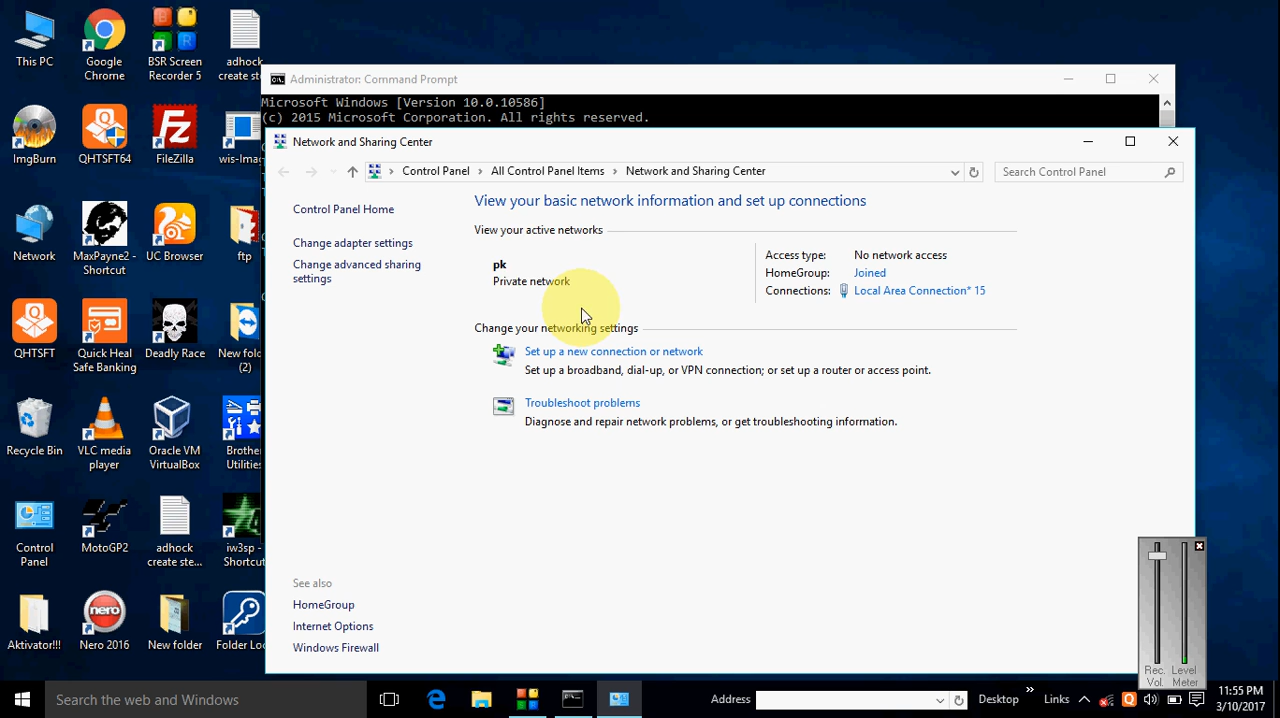 This PC
Google
Chrome
BSR Screen
Recorder 5
adhock
create ste...
ImgBurn
QHTSFT64
FileZilla
wis-Imag
Network
MaxPayne2 -
Shortcut
UC Browser
ftp
QHTSFT
Quick Heal
Safe Banking
Deadly Race
New fold
(2)
Recycle Bin
VLC media
player
Oracle VM
VirtualBox
Brother
Utilities
Control
Panel
MotoGP2
adhock
create ste...
iw3sp -
Shortcut
Aktivator!!!
Nero 2016
New folder
Folder Loc
Administrator: Command Prompt
Microsoft Windows [Version 10.0.10586]
(c) 2015 Microsoft Corporation. All rights reserved.
Network and Sharing Center
Control Panel > All Control Panel Items > Network and Sharing Center
Search Control Panel
Control Panel Home
Change adapter settings
Change advanced sharing
settings
View your basic network information and set up connections
View your active networks
pk
Private network
Access type: No network access
HomeGroup: Joined
Connections: Local Area Connection* 15
Change your networking settings
Set up a new connection or network
Set up a broadband, dial-up, or VPN connection; or set up a router or access point.
Troubleshoot problems
Diagnose and repair network problems, or get troubleshooting information.
See also
HomeGroup
Internet Options
Windows Firewall
Rec. Level
Vol. Meter
Search the web and Windows
Address
Desktop
Links
11:55 PM
3/10/2017